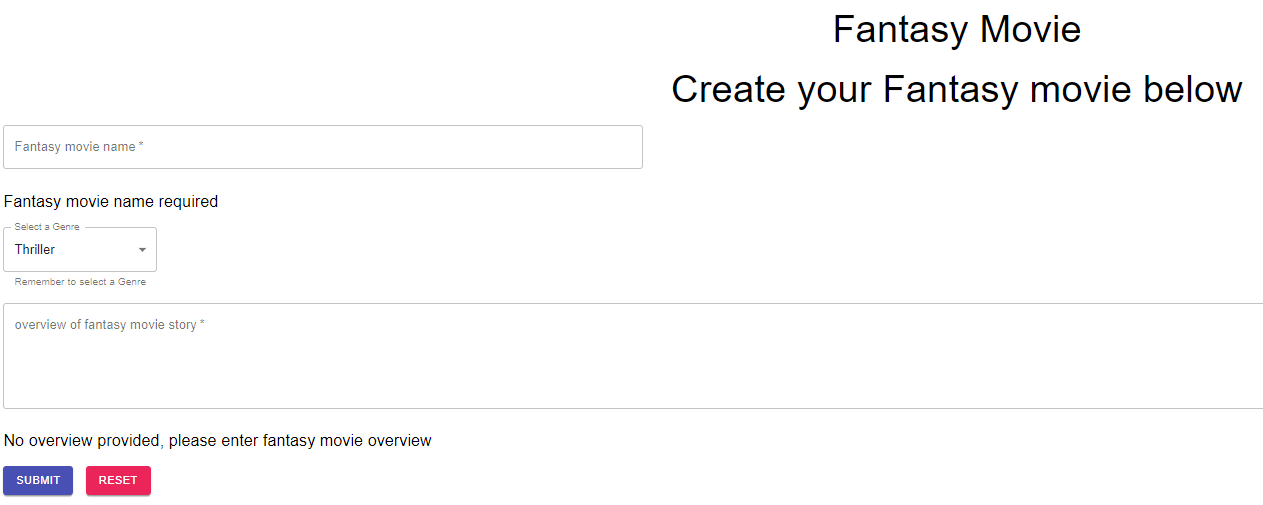 Fantasy Movie
Create your Fantasy movie below
Fantasy movie name *
Fantasy movie name required
Select a Genre
Thriller
Remember to select a Genre
overview of fantasy movie story *
No overview provided, please enter fantasy movie overview
SUBMIT RESET